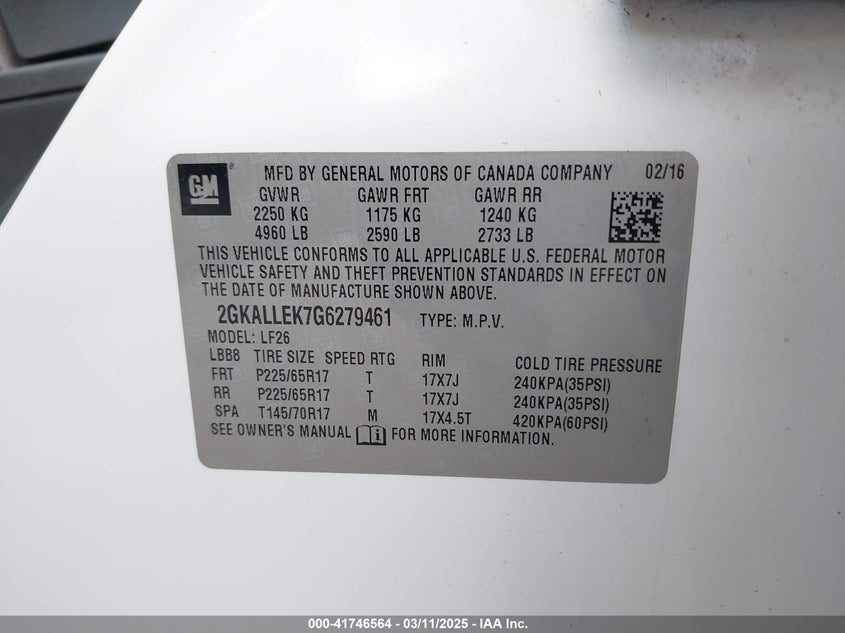 GM ® MFD BY GENERAL MOTORS OF CANADA COMPANY 02/16
GVWR GAWR FRT GAWR RR
2250 KG 1175 KG 1240 KG
4960 LB 2590 LB 2733 LB
THIS VEHICLE CONFORMS TO ALL APPLICABLE U.S. FEDERAL MOTOR
VEHICLE SAFETY AND THEFT PREVENTION STANDARDS IN EFFECT ON
THE DATE OF MANUFACTURE SHOWN ABOVE.
2GKALLEK7G6279461 TYPE: M.P.V.
MODEL: LF26
LBB8 TIRE SIZE SPEED RTG RIM COLD TIRE PRESSURE
FRT P225/65R17 T 17X7J 240KPA(35PSI)
RR P225/65R17 T 17X7J 240KPA(35PSI)
SPA T145/70R17 M 17X4.5T 420KPA(60PSI)
SEE OWNER'S MANUAL FOR MORE INFORMATION.
000-41746564 — 03/11/2025 - IAA Inc.